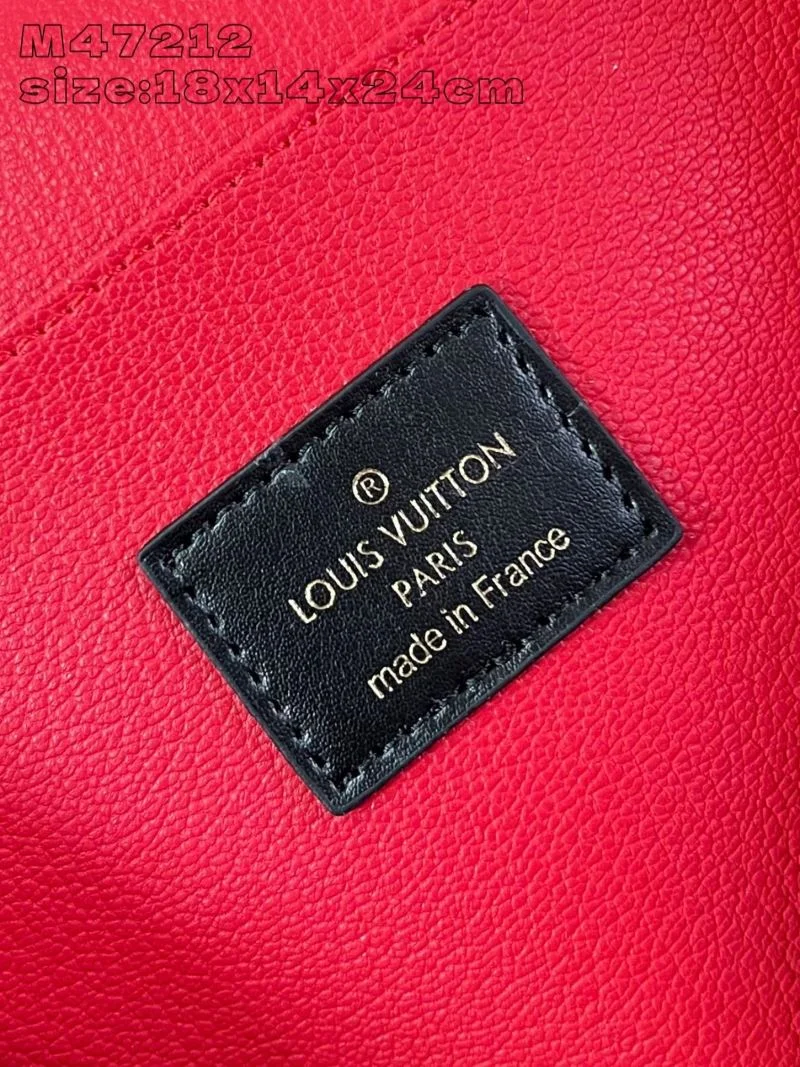 M47212
size:18x14x24cm
®
LOUIS VUITTON
PARIS
made in France